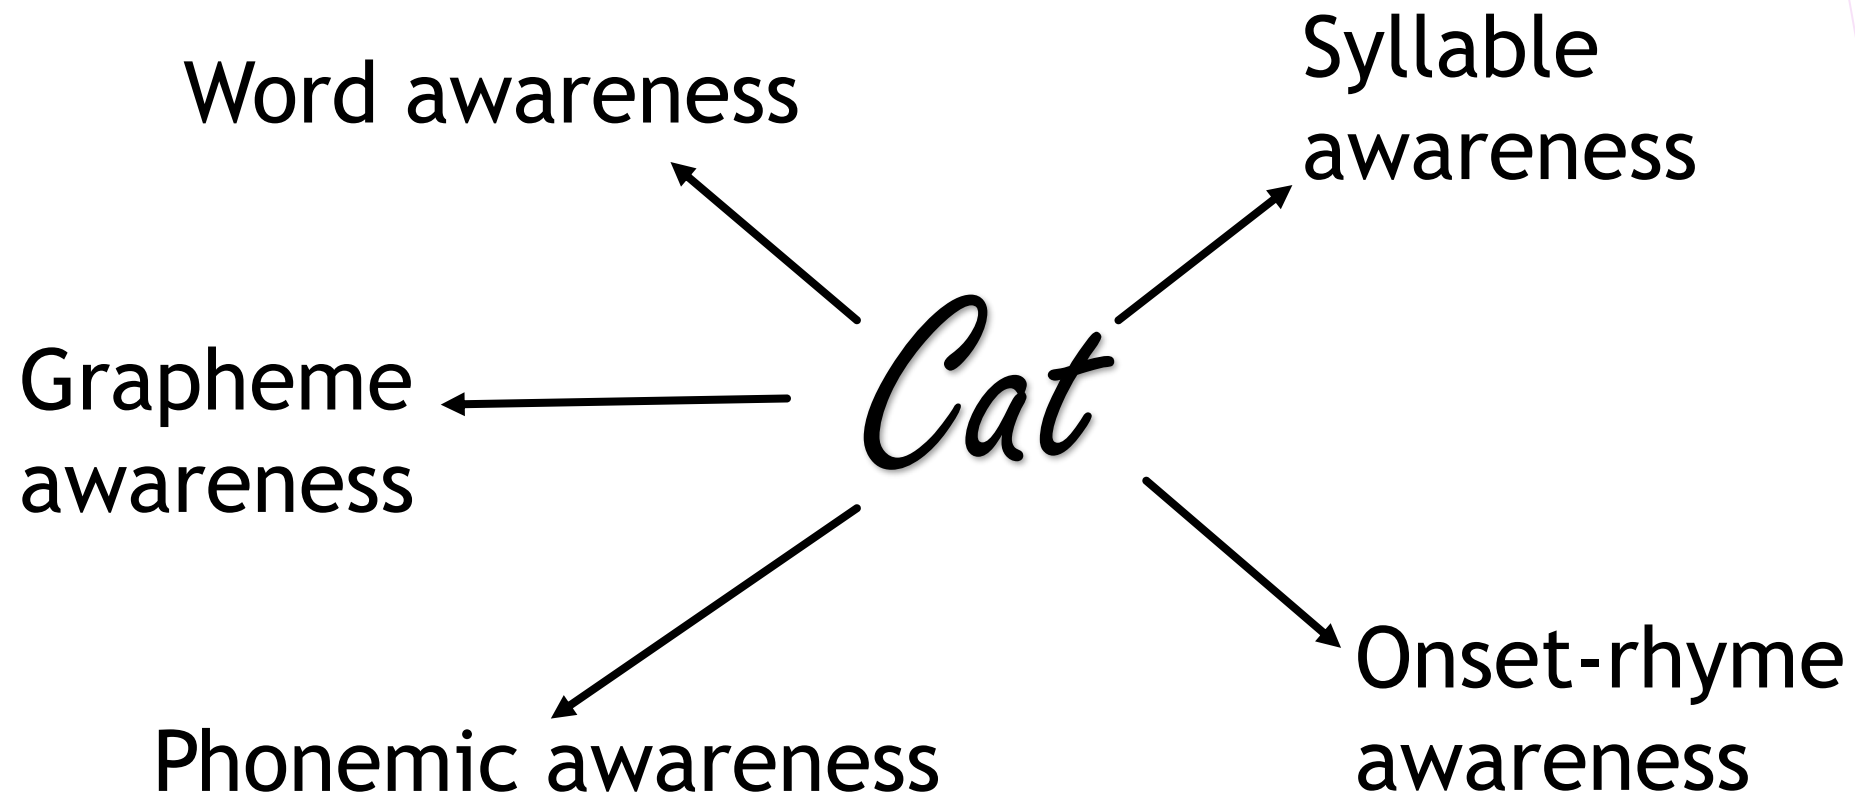 Word awareness
Syllable
awareness
Cat
Grapheme
awareness
Phonemic awareness
Onset-rhyme
awareness